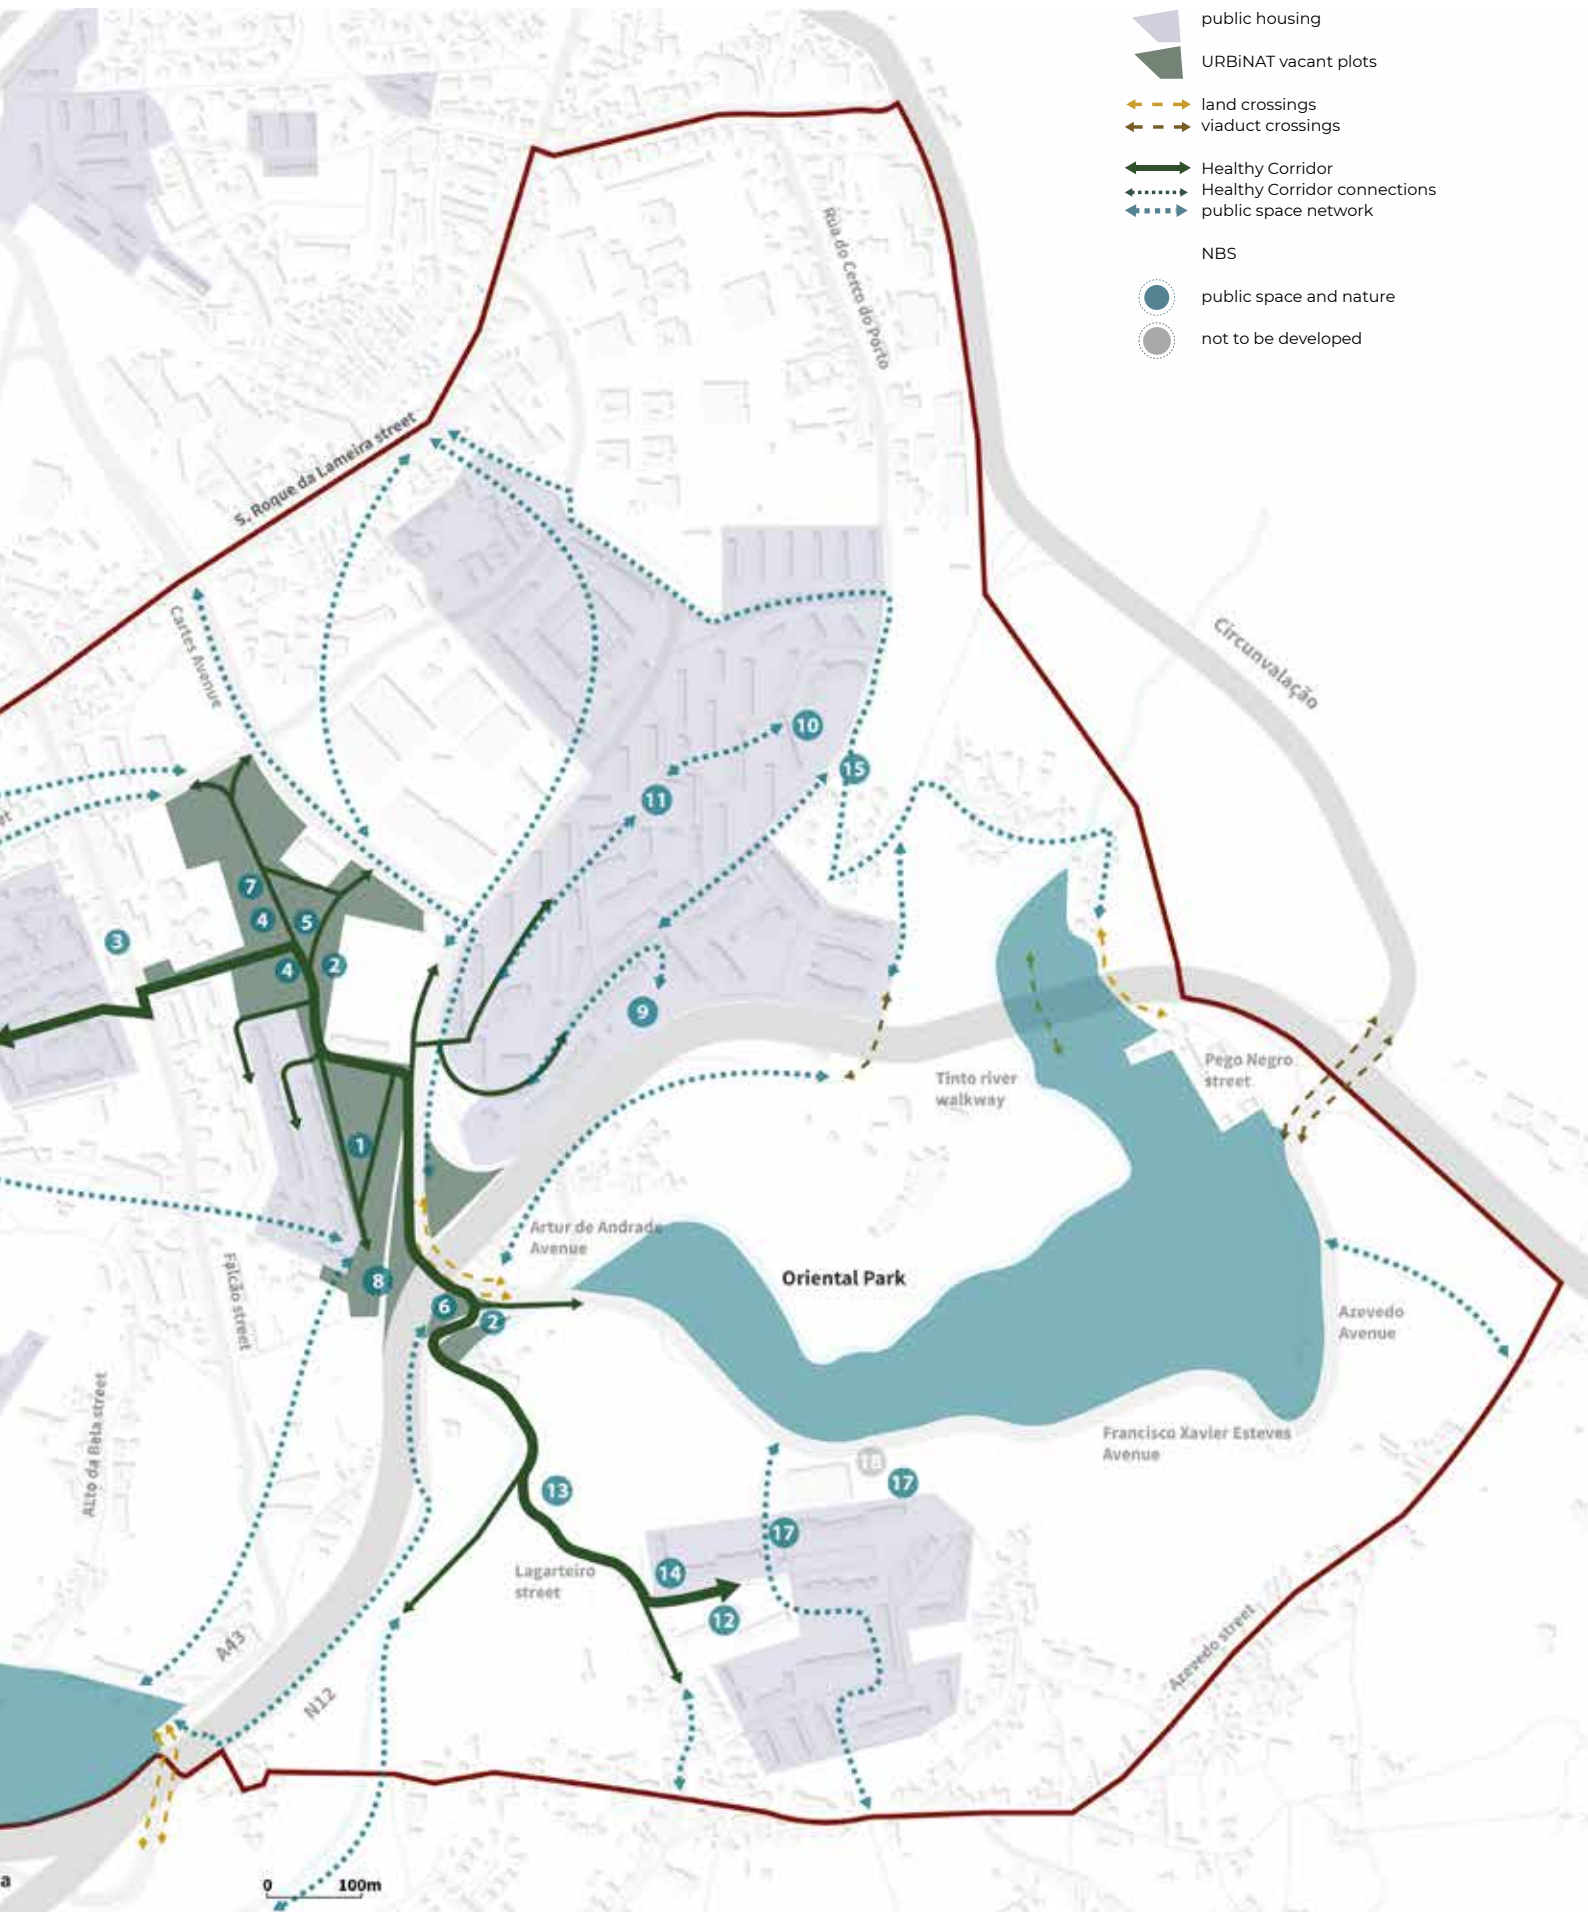 public housing
URBiNAT vacant plots
land crossings
viaduct crossings
Healthy Corridor
Healthy Corridor connections
public space network
NBS
public space and nature
not to be developed
Rua do Cerco do Porto
S. Roque da Lameira street
Cartes Avenue
Circunvalação
10
15
11
7
4
5
3
4
2
9
Pego Negro
street
Tinto river
walkway
1
Artur de Andrade
Avenue
Falcão street
8
Oriental Park
6
2
Azevedo
Avenue
ALto da Bela street
Francisco Xavier Esteves
Avenue
18
17
13
17
Lagarteiro
street
14
12
A43
Azevedo street
N12
a
0 100m